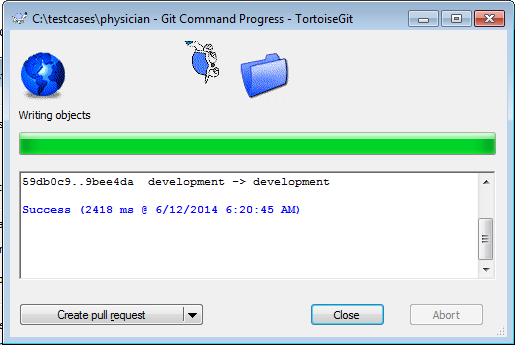 C:\testcases\physician - Git Command Progress - TortoiseGit
Writing objects
59db0c9..9bee4da  development -> development
Success (2418 ms @ 6/12/2014 6:20:45 AM)
Create pull request
Close
Abort